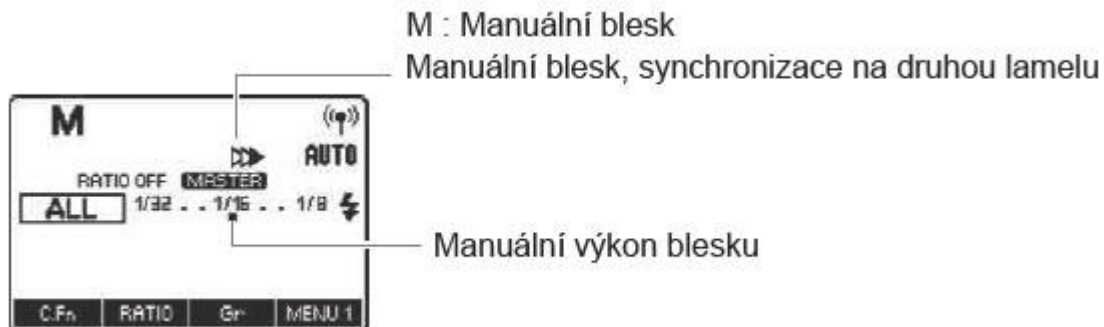 M : Manuální blesk
Manuální blesk, synchronizace na druhou lamelu
M
AUTO
RATIO OFF MASTER
ALL 1/32 . . 1/16 . . 1/8
Manuální výkon blesku
C.Fn RATIO Gr MENU 1